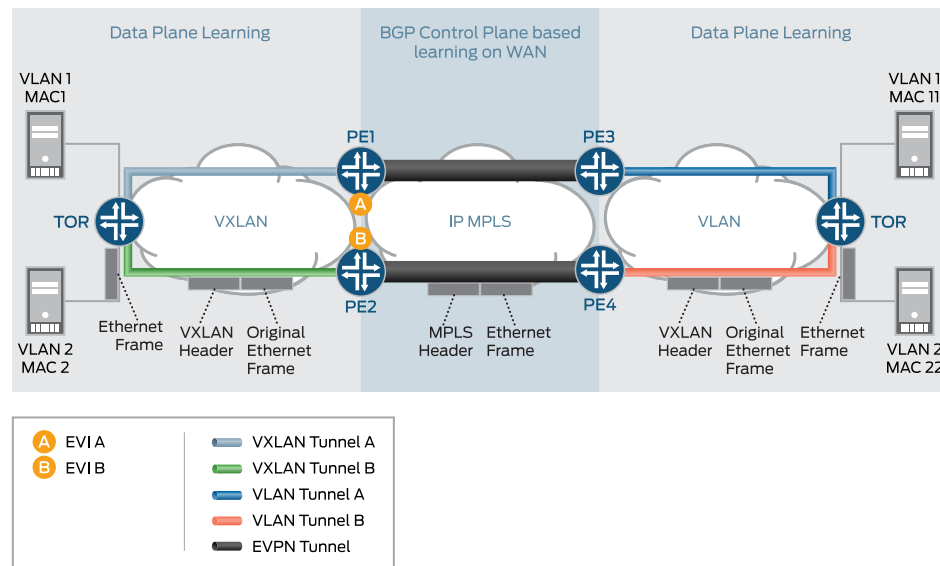 Data Plane Learning
BGP Control Plane based
learning on WAN
Data Plane Learning
VLAN 1
MAC1
VLAN 1
MAC 11
PE1
PE3
TOR
VXLAN
A
B
IP MPLS
VLAN
TOR
PE2
PE4
VLAN 2
MAC 2
Ethernet
Frame
VXLAN
Header
Original
Ethernet
Frame
MPLS
Header
Ethernet
Frame
VXLAN
Header
Original
Ethernet
Frame
Ethernet
Frame
VLAN 2
MAC 22
A EVI A
B EVI B
VXLAN Tunnel A
VXLAN Tunnel B
VLAN Tunnel A
VLAN Tunnel B
EVPN Tunnel